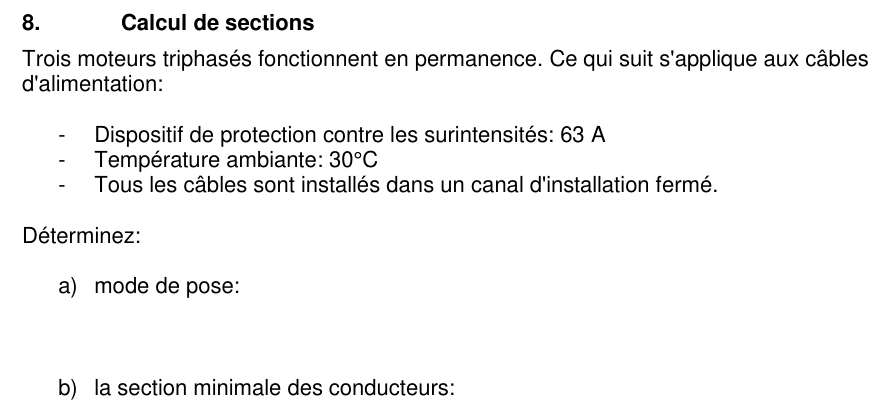 8. Calcul de sections
Trois moteurs triphasés fonctionnent en permanence. Ce qui suit s'applique aux câbles
d'alimentation:
- Dispositif de protection contre les surintensités: 63 A
- Température ambiante: 30°C
- Tous les câbles sont installés dans un canal d'installation fermé.
Déterminez:
a) mode de pose:
b) la section minimale des conducteurs: